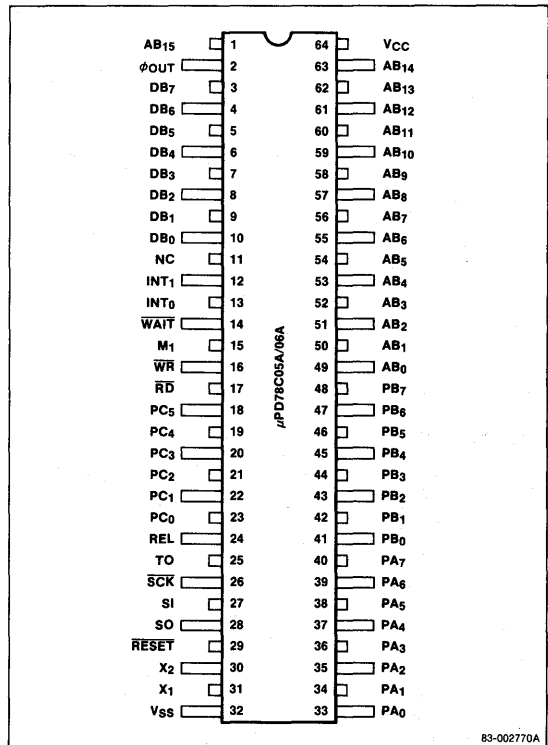 AB15 1 64 VCC
φOUT 2 63 AB14
DB7 3 62 AB13
DB6 4 61 AB12
DB5 5 60 AB11
DB4 6 59 AB10
DB3 7 58 AB9
DB2 8 57 AB8
DB1 9 56 AB7
DB0 10 55 AB6
NC 11 54 AB5
INT1 12 53 AB4
INT0 13 52 AB3
WAIT 14 51 AB2
M1 15 50 AB1
WR 16 49 AB0
RD 17 48 PB7
PC5 18 47 PB6
PC4 19 46 PB5
PC3 20 45 PB4
PC2 21 44 PB3
PC1 22 43 PB2
PC0 23 42 PB1
REL 24 41 PB0
TO 25 40 PA7
SCK 26 39 PA6
SI 27 38 PA5
SO 28 37 PA4
RESET 29 36 PA3
X2 30 35 PA2
X1 31 34 PA1
VSS 32 33 PA0
μPD78C05A/06A
83-002770A